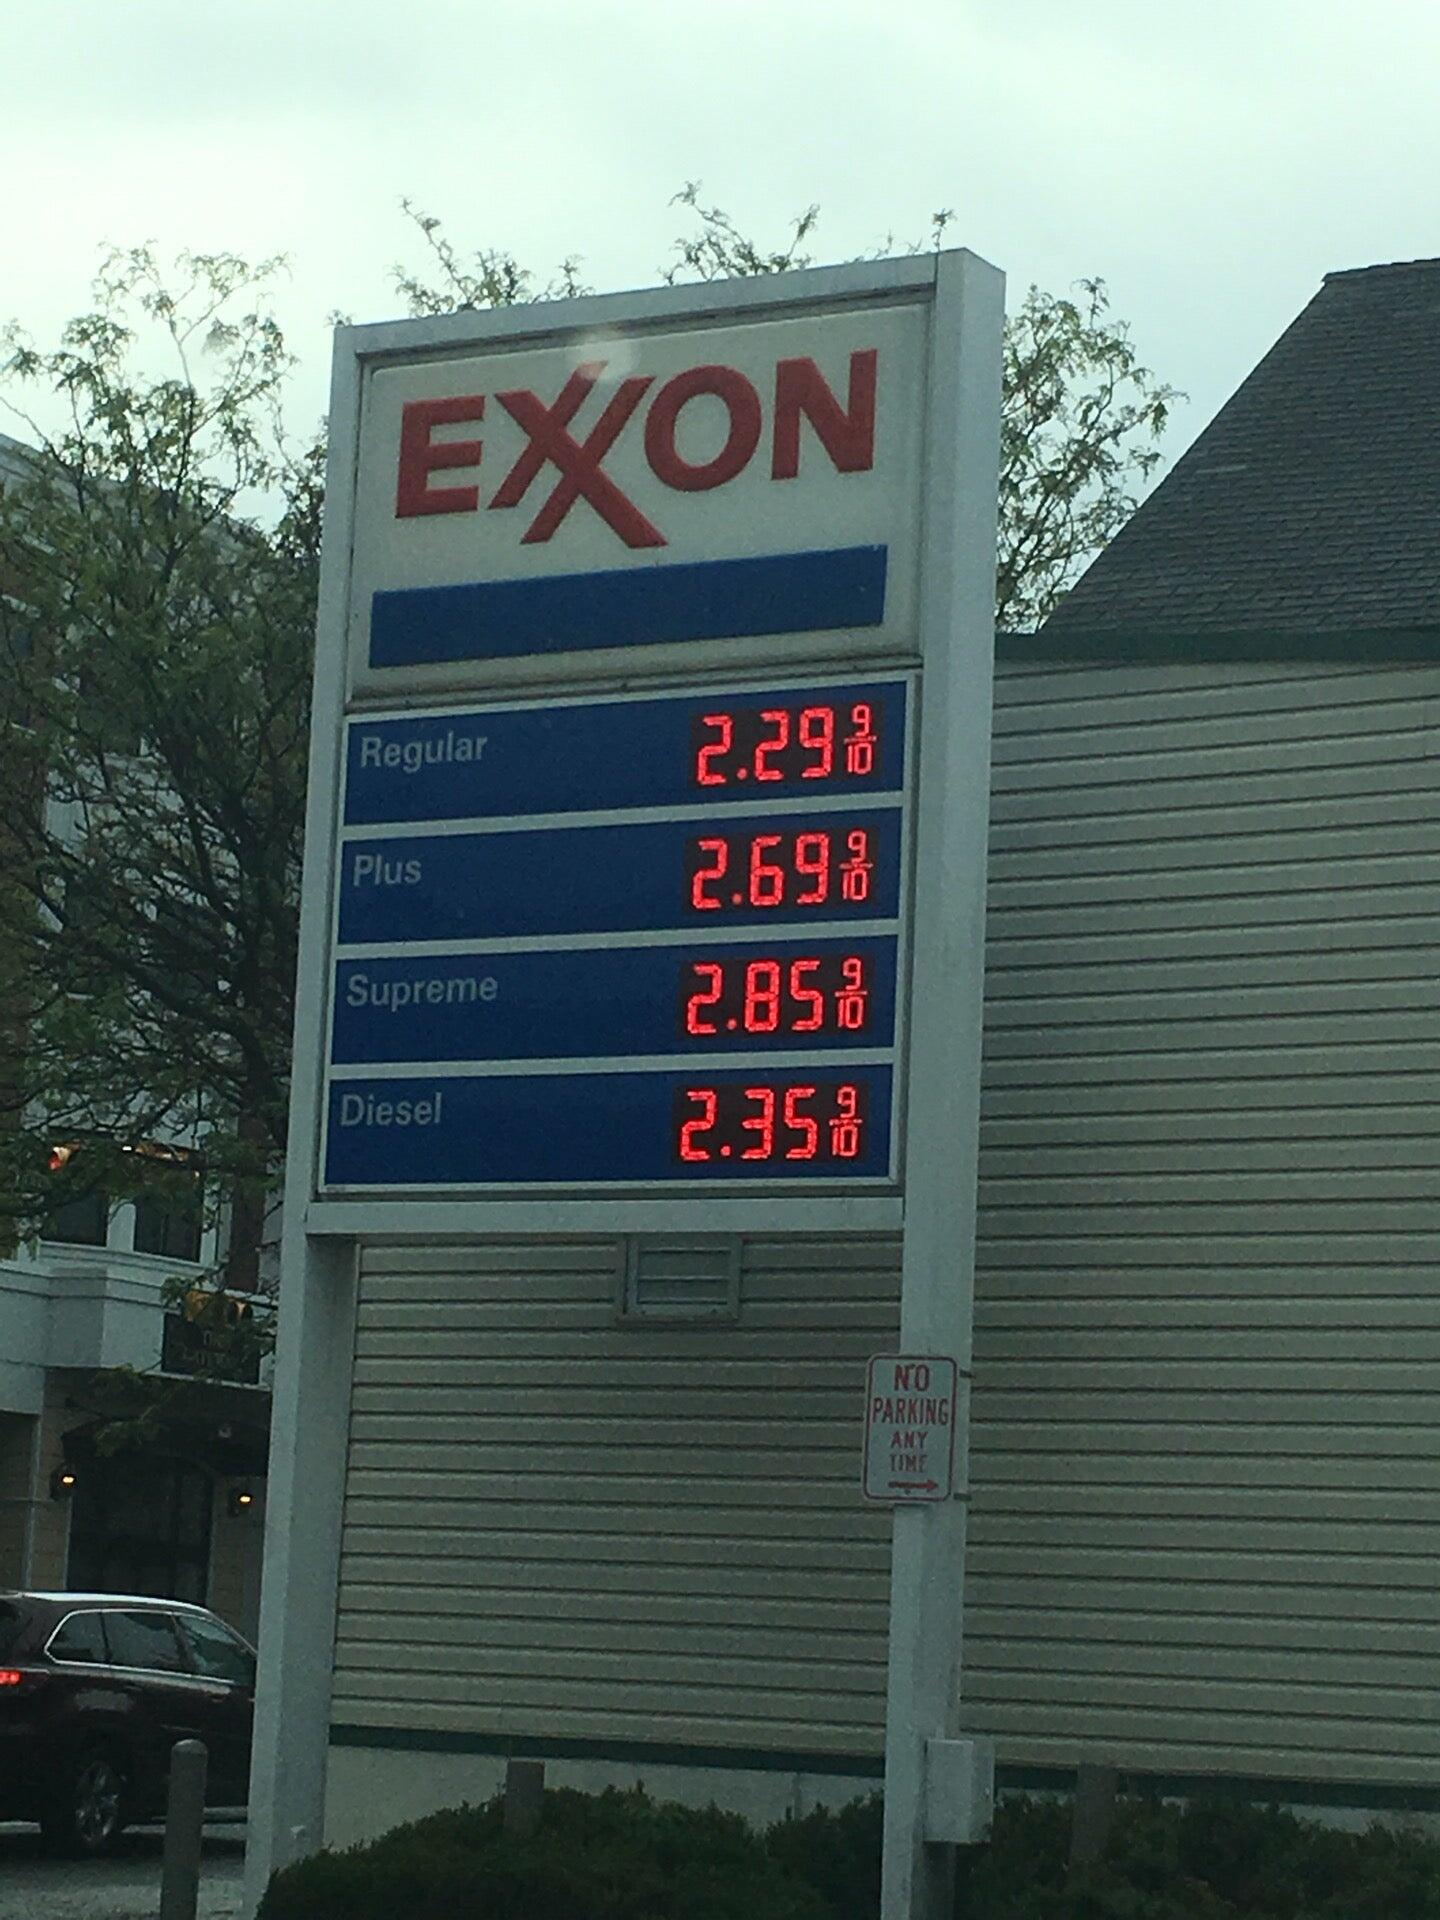 EXXON
Regular 2.29 9/10
Plus 2.69 9/10
Supreme 2.85 9/10
Diesel 2.35 9/10
NO
PARKING
ANY
TIME